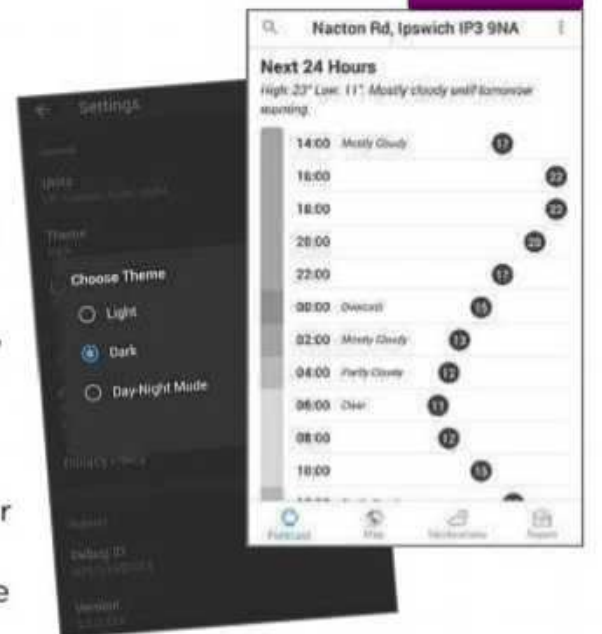 Nacton Rd, Ipswich IP3 9NA
Next 24 Hours
High: 23° Low: 11°. Mostly cloudy until tomorrow
morning.
14:00 Mostly Cloudy 17
16:00 22
18:00 22
20:00 20
22:00 17
00:00 Overcast 15
02:00 Mostly Cloudy 13
04:00 Partly Cloudy 12
06:00 Clear 11
08:00 12
10:00 15
Forecast Map Notifications Report
Settings
Units
Theme
Choose Theme
Light
Dark
Day-Night Mode
Privacy Policy
Debug ID
Version
r
e